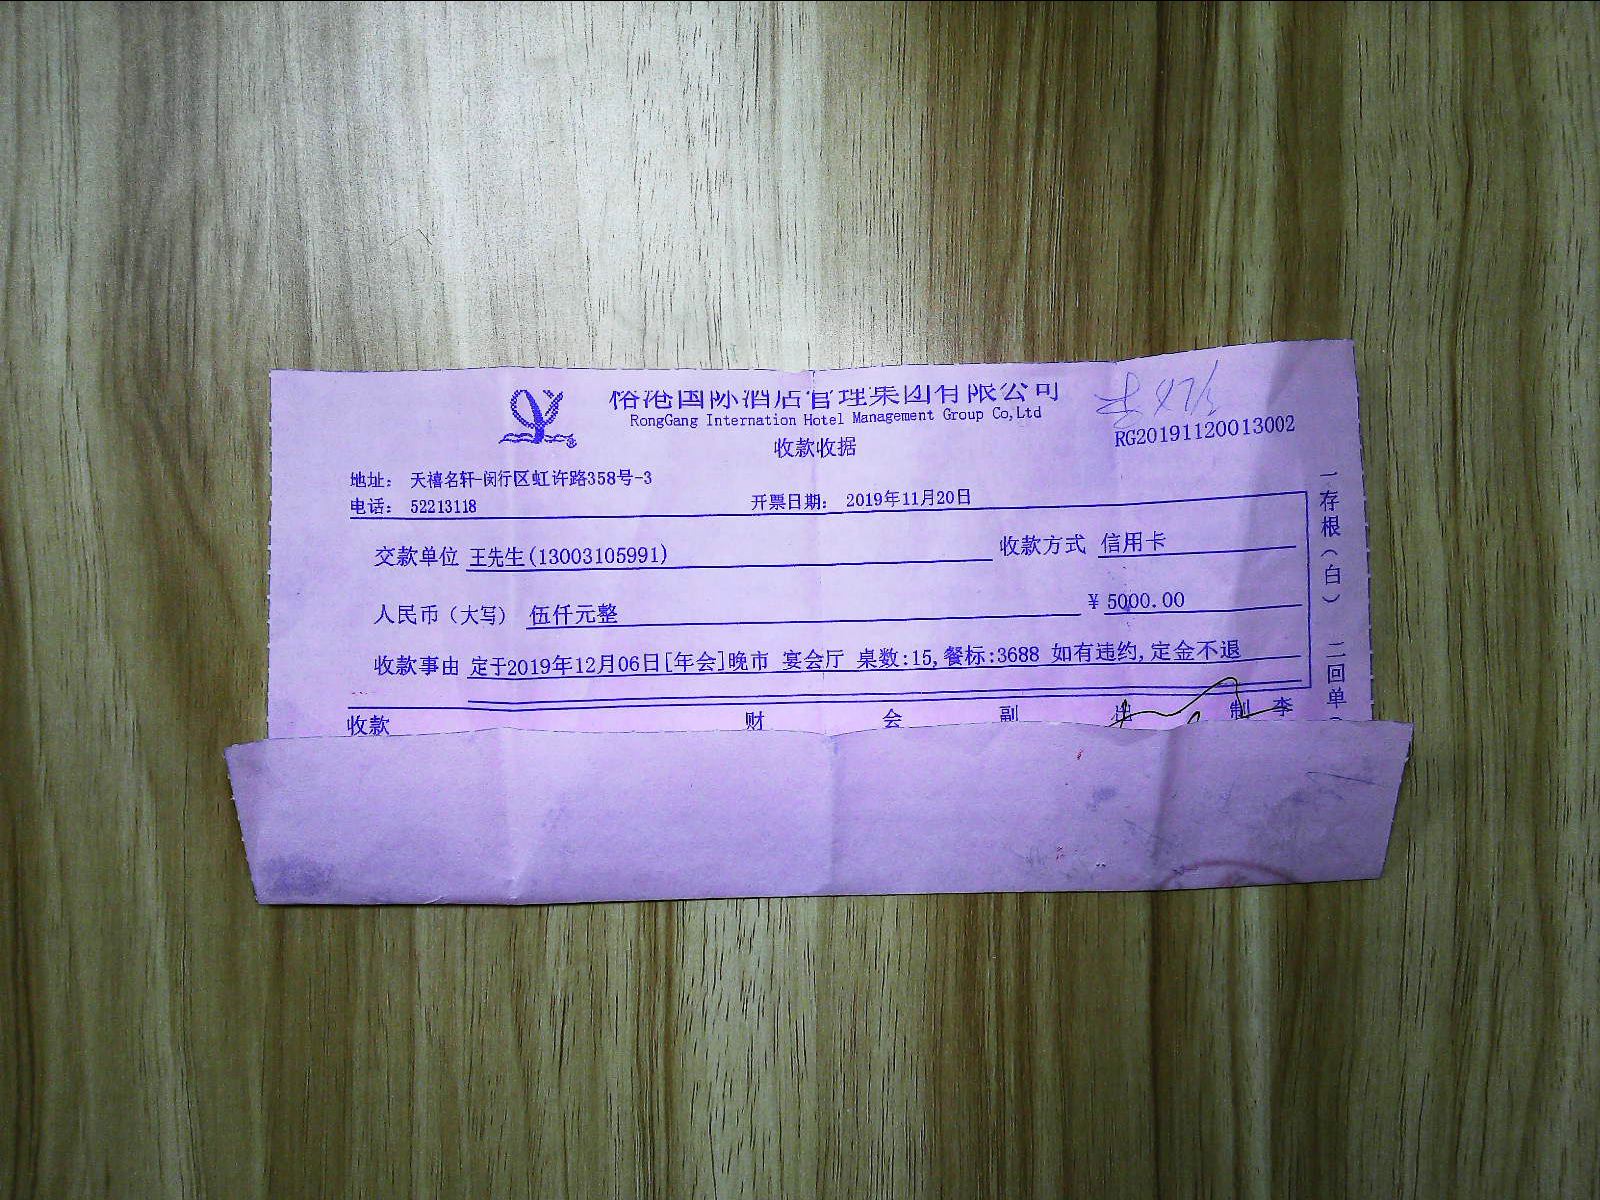 国际酒店管理集团有限公司
RongGang Internation Hotel Management Group Co,Ltd
收款收据
RG20191120013002
地址： 天禧名轩-闵行区虹许路358号-3
电话： 52213118 开票日期： 2019年11月20日
交款单位 王先生(13003105991) 收款方式 信用卡
人民币（大写） 伍仟元整 ¥ 5000.00
收款事由 定于2019年12月06日[年会]晚市 宴会厅 桌数:15,餐标:3688 如有违约,定金不退
收款 财 会 副 出 制 李
一存根（白） 二回单（